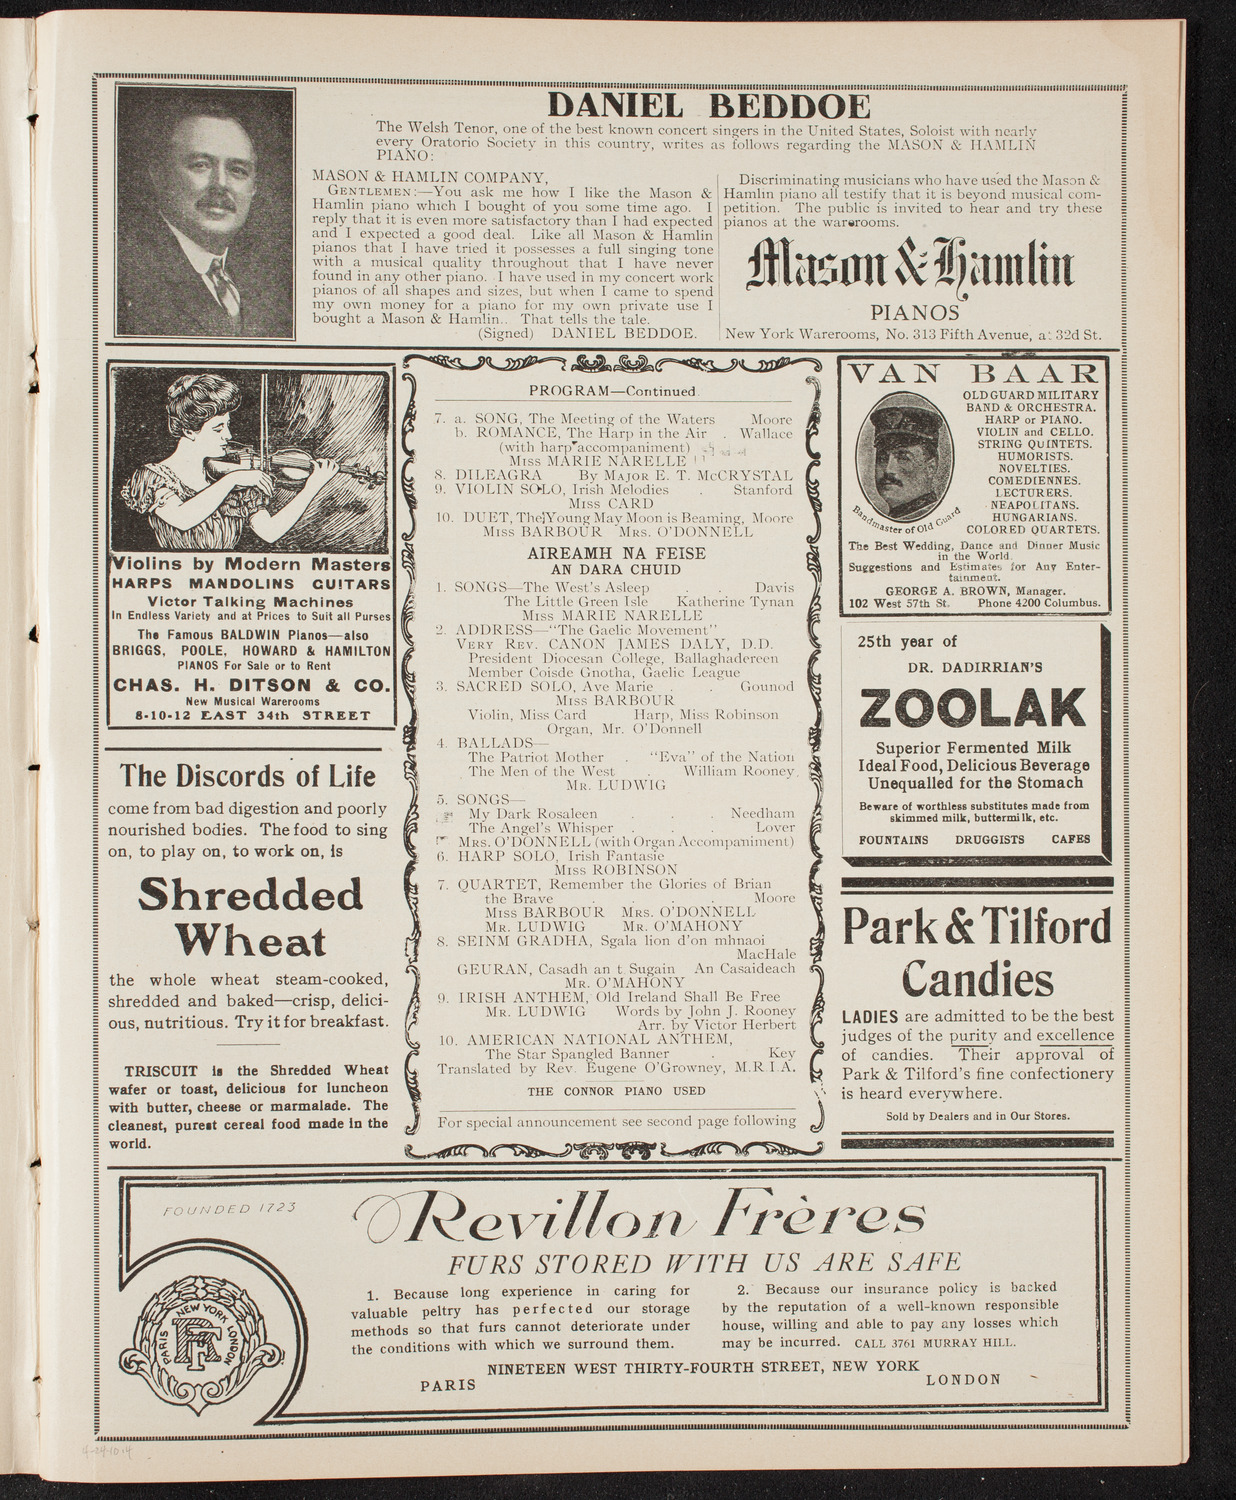 DANIEL BEDDOE
The Welsh Tenor, one of the best known concert singers in the United States, Soloist with nearly
every Oratorio Society in this country, writes as follows regarding the MASON & HAMLIN
PIANO:
MASON & HAMLIN COMPANY,
GENTLEMEN:—You ask me how I like the Mason &
Hamlin piano which I bought of you some time ago. I
reply that it is even more satisfactory than I had expected
and I expected a good deal. Like all Mason & Hamlin
pianos that I have tried it possesses a full singing tone
with a musical quality throughout that I have never
found in any other piano. I have used in my concert work
pianos of all shapes and sizes, but when I came to spend
my own money for a piano for my own private use I
bought a Mason & Hamlin.. That tells the tale.
(Signed) DANIEL BEDDOE.
Discriminating musicians who have used the Mason &
Hamlin piano all testify that it is beyond musical com-
petition. The public is invited to hear and try these
pianos at the warerooms.
Mason & Hamlin
PIANOS
New York Warerooms, No. 313 Fifth Avenue, at 32d St.
Violins by Modern Masters
HARPS MANDOLINS GUITARS
Victor Talking Machines
In Endless Variety and at Prices to Suit all Purses
The Famous BALDWIN Pianos—also
BRIGGS, POOLE, HOWARD & HAMILTON
PIANOS For Sale or to Rent
CHAS. H. DITSON & CO.
New Musical Warerooms
8-10-12 EAST 34th STREET
The Discords of Life
come from bad digestion and poorly
nourished bodies. The food to sing
on, to play on, to work on, is
Shredded
Wheat
the whole wheat steam-cooked,
shredded and baked—crisp, delici-
ous, nutritious. Try it for breakfast.
TRISCUIT is the Shredded Wheat
wafer or toast, delicious for luncheon
with butter, cheese or marmalade. The
cleanest, purest cereal food made in the
world.
PROGRAM—Continued
7. a. SONG, The Meeting of the Waters Moore
b. ROMANCE, The Harp in the Air . Wallace
(with harp accompaniment)
Miss MARIE NARELLE
8. DILEAGRA By Major E. T. McCRYSTAL
9. VIOLIN SOLO, Irish Melodies . Stanford
Miss CARD
10. DUET, The Young May Moon is Beaming, Moore
Miss BARBOUR Mrs. O'DONNELL
AIREAMH NA FEISE
AN DARA CHUID
1. SONGS—The West's Asleep . . Davis
The Little Green Isle Katherine Tynan
Miss MARIE NARELLE
2. ADDRESS—"The Gaelic Movement"
Very Rev. CANON JAMES DALY, D.D.
President Diocesan College, Ballaghadereen
Member Coisde Gnotha, Gaelic League
3. SACRED SOLO, Ave Marie . . Gounod
Miss BARBOUR
Violin, Miss Card Harp, Miss Robinson
Organ, Mr. O'Donnell
4. BALLADS—
The Patriot Mother . "Eva" of the Nation
The Men of the West . William Rooney
Mr. LUDWIG
5. SONGS—
My Dark Rosaleen . . . Needham
The Angel's Whisper . . . Lover
Mrs. O'DONNELL (with Organ Accompaniment)
6. HARP SOLO, Irish Fantasie
Miss ROBINSON
7. QUARTET, Remember the Glories of Brian
the Brave . . . . Moore
Miss BARBOUR Mrs. O'DONNELL
Mr. LUDWIG Mr. O'MAHONY
8. SEINM GRADHA, Sgala lion d'on mhnaoi
MacHale
GEURAN, Casadh an t Sugain An Casaideach
Mr. O'MAHONY
9. IRISH ANTHEM, Old Ireland Shall Be Free
Mr. LUDWIG Words by John J. Rooney
Arr. by Victor Herbert
10. AMERICAN NATIONAL ANTHEM,
The Star Spangled Banner . Key
Translated by Rev. Eugene O'Growney, M.R.I.A.
THE CONNOR PIANO USED
For special announcement see second page following
VAN BAAR
OLD GUARD MILITARY
BAND & ORCHESTRA.
HARP or PIANO.
VIOLIN and CELLO.
STRING QUINTETS.
HUMORISTS.
NOVELTIES.
COMEDIENNES.
LECTURERS.
NEAPOLITANS.
HUNGARIANS.
COLORED QUARTETS.
Bandmaster of Old Guard
The Best Wedding, Dance and Dinner Music
in the World.
Suggestions and Estimates for Any Enter-
tainment.
GEORGE A. BROWN, Manager.
102 West 57th St. Phone 4200 Columbus.
25th year of
DR. DADIRRIAN'S
ZOOLAK
Superior Fermented Milk
Ideal Food, Delicious Beverage
Unequalled for the Stomach
Beware of worthless substitutes made from
skimmed milk, buttermilk, etc.
FOUNTAINS DRUGGISTS CAFES
Park & Tilford
Candies
LADIES are admitted to be the best
judges of the purity and excellence
of candies. Their approval of
Park & Tilford's fine confectionery
is heard everywhere.
Sold by Dealers and in Our Stores.
FOUNDED 1723
Revillon Frères
FURS STORED WITH US ARE SAFE
1. Because long experience in caring for
valuable peltry has perfected our storage
methods so that furs cannot deteriorate under
the conditions with which we surround them.
2. Because our insurance policy is backed
by the reputation of a well-known responsible
house, willing and able to pay any losses which
may be incurred. CALL 3761 MURRAY HILL.
NINETEEN WEST THIRTY-FOURTH STREET, NEW YORK
PARIS LONDON
PARIS NEW YORK LONDON
RF
4-24-10 14